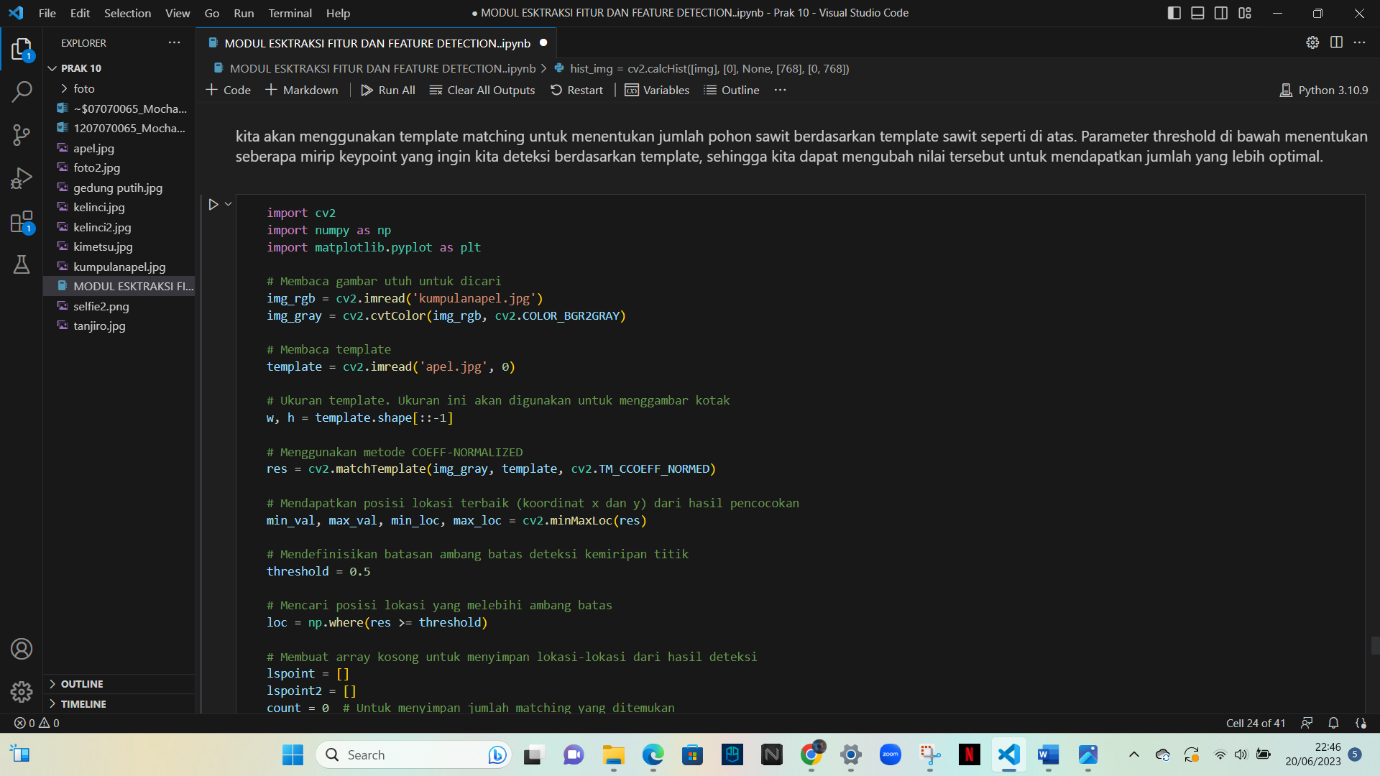 File Edit Selection View Go Run Terminal Help
● MODUL ESKTRAKSI FITUR DAN FEATURE DETECTION..ipynb - Prak 10 - Visual Studio Code
EXPLORER
MODUL ESKTRAKSI FITUR DAN FEATURE DETECTION..ipynb ●
PRAK 10
MODUL ESKTRAKSI FITUR DAN FEATURE DETECTION..ipynb > hist_img = cv2.calcHist([img], [0], None, [768], [0, 768])
+ Code + Markdown Run All Clear All Outputs Restart Variables Outline ... Python 3.10.9
foto
~$07070065_Mocha...
1207070065_Mocha...
apel.jpg
foto2.jpg
gedung putih.jpg
kelinci.jpg
kelinci2.jpg
kimetsu.jpg
kumpulanapel.jpg
MODUL ESKTRAKSI FI...
selfie2.png
tanjiro.jpg
OUTLINE
TIMELINE
kita akan menggunakan template matching untuk menentukan jumlah pohon sawit berdasarkan template sawit seperti di atas. Parameter threshold di bawah menentukan
seberapa mirip keypoint yang ingin kita deteksi berdasarkan template, sehingga kita dapat mengubah nilai tersebut untuk mendapatkan jumlah yang lebih optimal.
import cv2
import numpy as np
import matplotlib.pyplot as plt
# Membaca gambar utuh untuk dicari
img_rgb = cv2.imread('kumpulanapel.jpg')
img_gray = cv2.cvtColor(img_rgb, cv2.COLOR_BGR2GRAY)
# Membaca template
template = cv2.imread('apel.jpg', 0)
# Ukuran template. Ukuran ini akan digunakan untuk menggambar kotak
w, h = template.shape[::-1]
# Menggunakan metode COEFF-NORMALIZED
res = cv2.matchTemplate(img_gray, template, cv2.TM_CCOEFF_NORMED)
# Mendapatkan posisi lokasi terbaik (koordinat x dan y) dari hasil pencocokan
min_val, max_val, min_loc, max_loc = cv2.minMaxLoc(res)
# Mendefinisikan batasan ambang batas deteksi kemiripan titik
threshold = 0.5
# Mencari posisi lokasi yang melebihi ambang batas
loc = np.where(res >= threshold)
# Membuat array kosong untuk menyimpan lokasi-lokasi dari hasil deteksi
lspoint = []
lspoint2 = []
count = 0 # Untuk menyimpan jumlah matching yang ditemukan
1
1
0 0
Cell 24 of 41
Search
zoom
N
N
W
22:46
20/06/2023
5